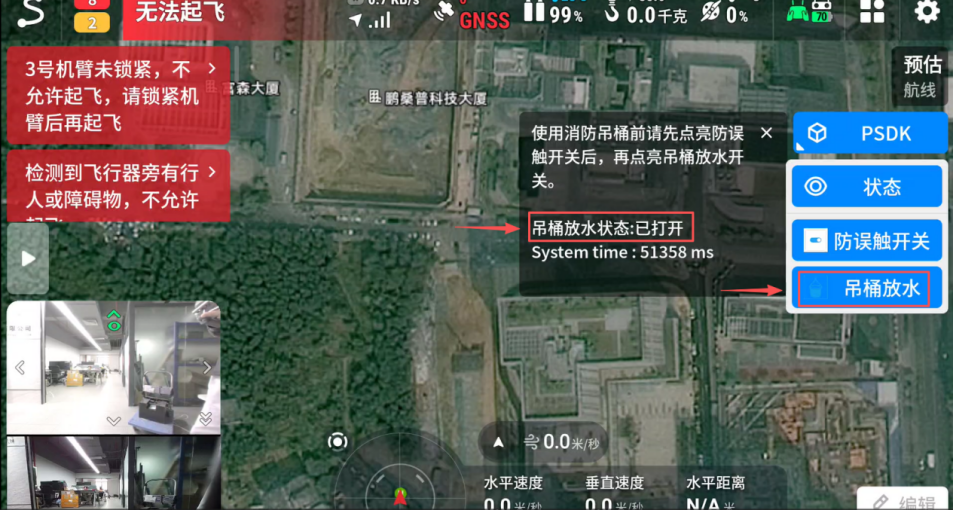 8
2
无法起飞
GNSS
99%
0.0千克
0%
70
3号机臂未锁紧，不
允许起飞，请锁紧机
臂后再起飞
检测到飞行器旁有行
人或障碍物，不允许
富森大厦
鹏桑普科技大厦
预估
航线
使用消防吊桶前请先点亮防误
触开关后，再点亮吊桶放水开
关。
吊桶放水状态:已打开
System time : 51358 ms
PSDK
状态
防误触开关
吊桶放水
0.0米/秒
水平速度
垂直速度
水平距离
0.0米/秒
0.0米/秒
N/A 米
编辑